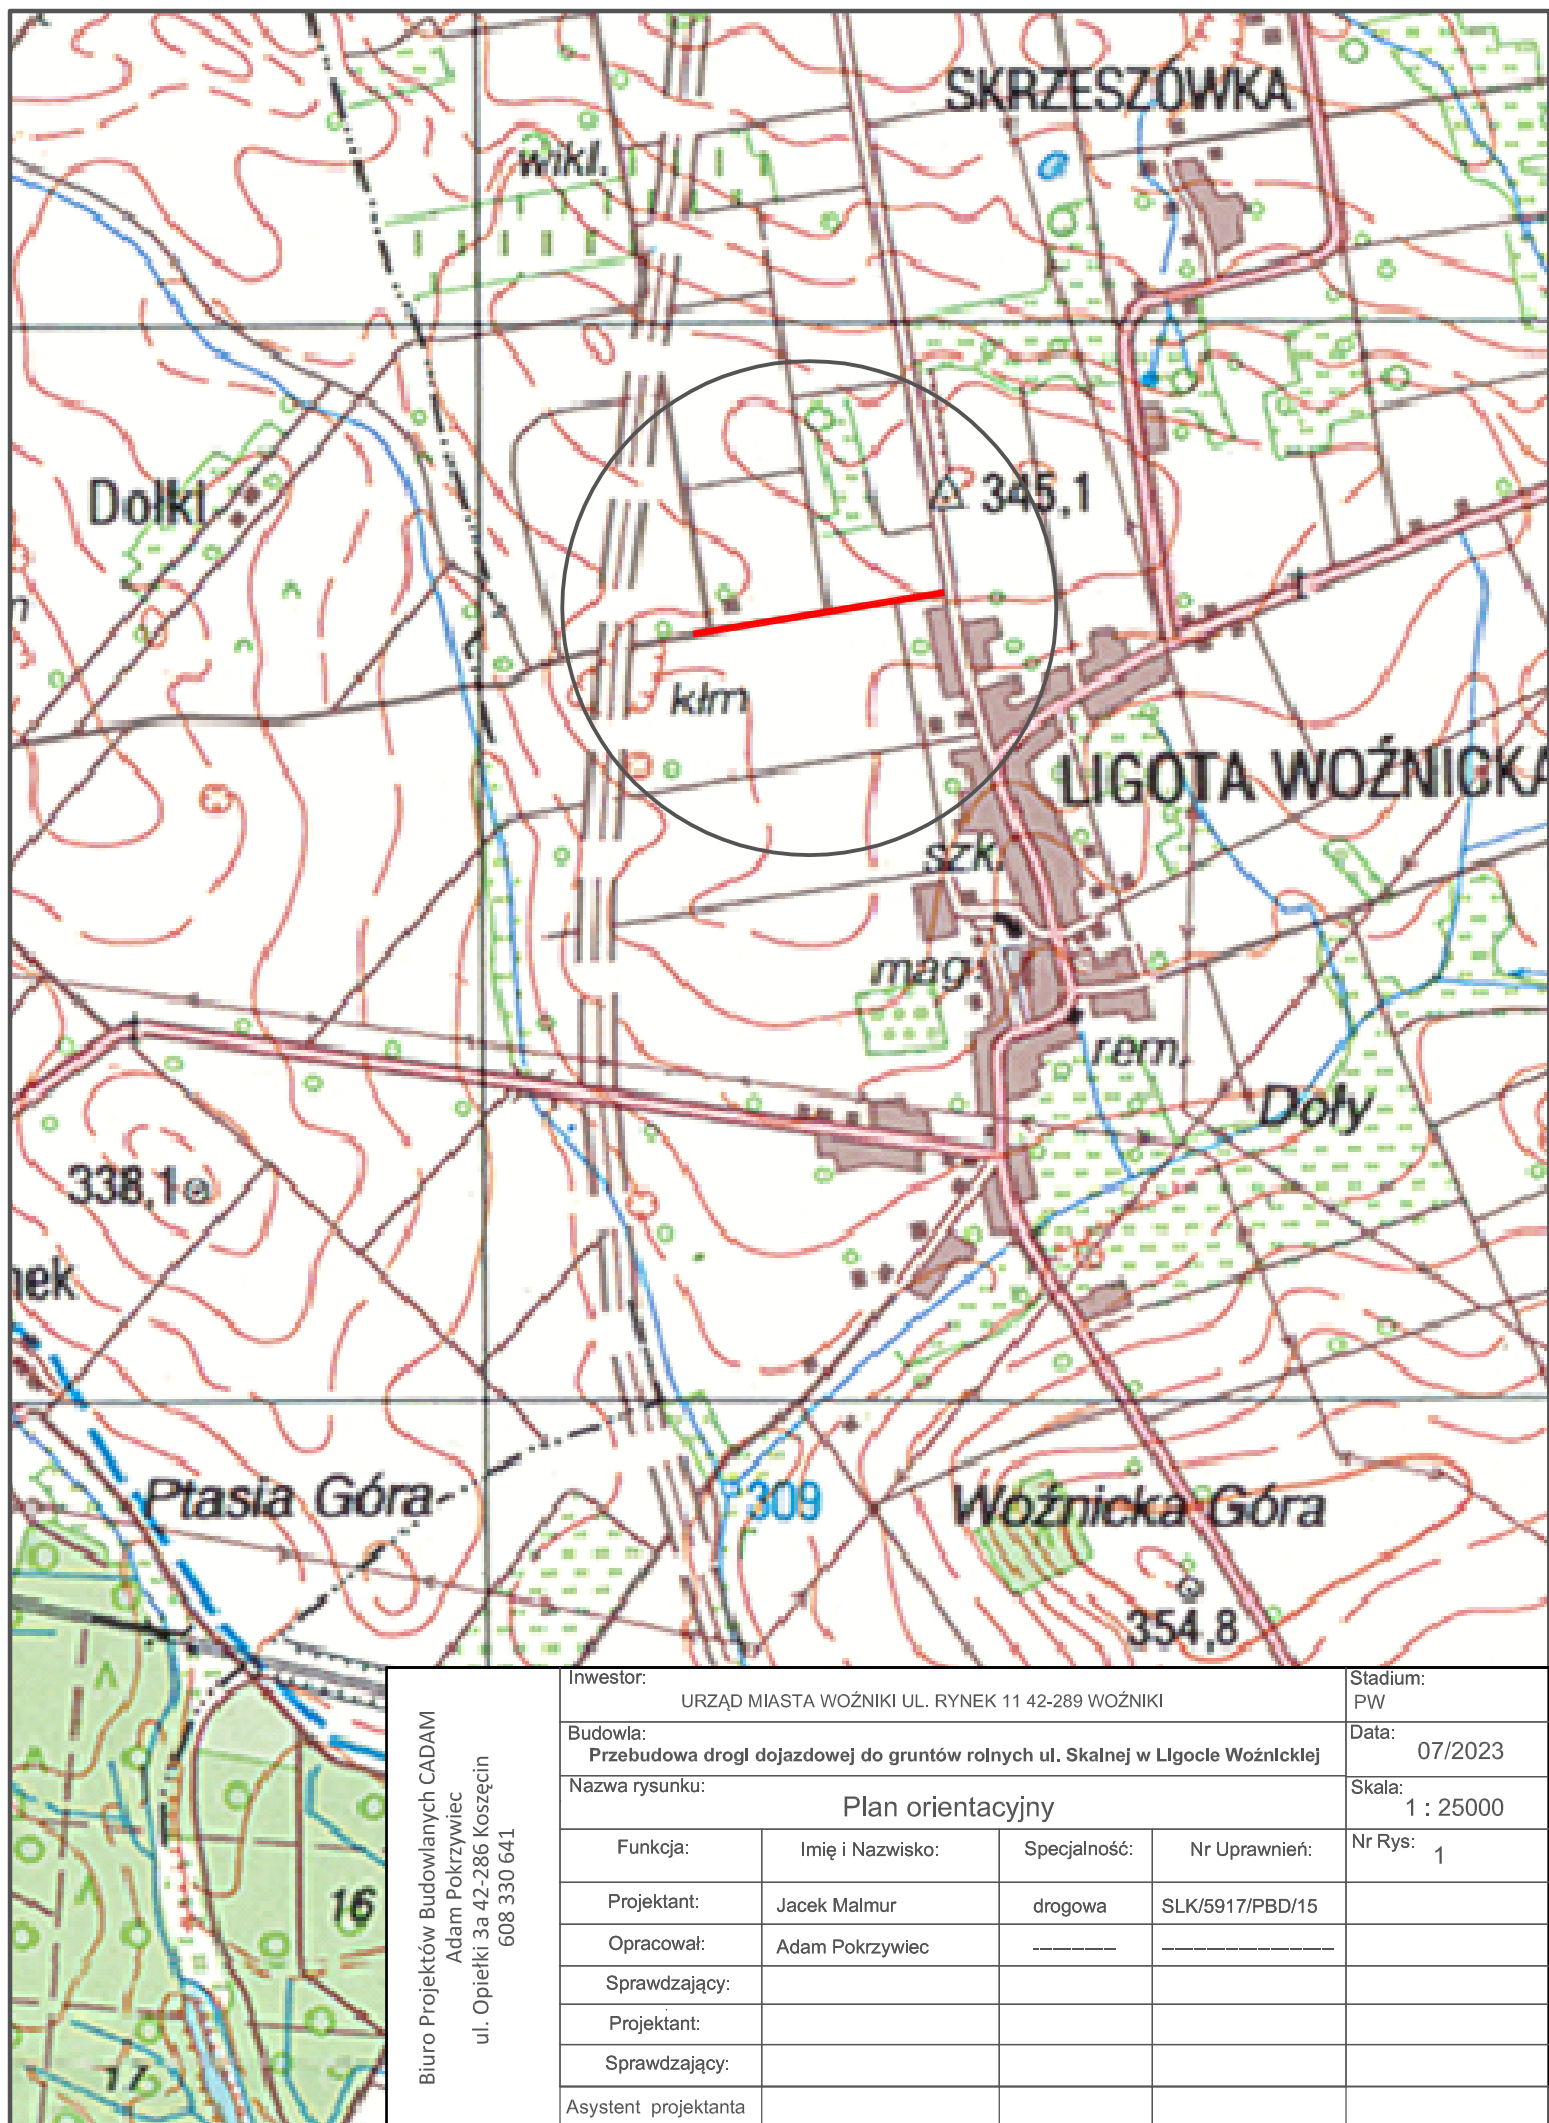 SKRZESZÓWKA
wikl.
Dołki
345,1
kłm
LIGOTA WOŹNICKA
szk.
mag.
rem.
Doły
338,1
nek
Ptasia Góra
309
Woźnicka Góra
354,8
16
17
Biuro Projektów Budowlanych CADAM
Adam Pokrzywiec
ul. Opiełki 3a 42-286 Koszęcin
608 330 641
Inwestor:
URZĄD MIASTA WOŹNIKI UL. RYNEK 11 42-289 WOŹNIKI
Stadium:
PW
Budowla:
Przebudowa drogi dojazdowej do gruntów rolnych ul. Skalnej w Ligocie Woźnickiej
Data:
07/2023
Nazwa rysunku:
Plan orientacyjny
Skala:
1 : 25000
Funkcja: Imię i Nazwisko: Specjalność: Nr Uprawnień: Nr Rys: 1
Projektant: Jacek Malmur drogowa SLK/5917/PBD/15
Opracował: Adam Pokrzywiec ---------- --------------------
Sprawdzający:
Projektant:
Sprawdzający:
Asystent projektanta